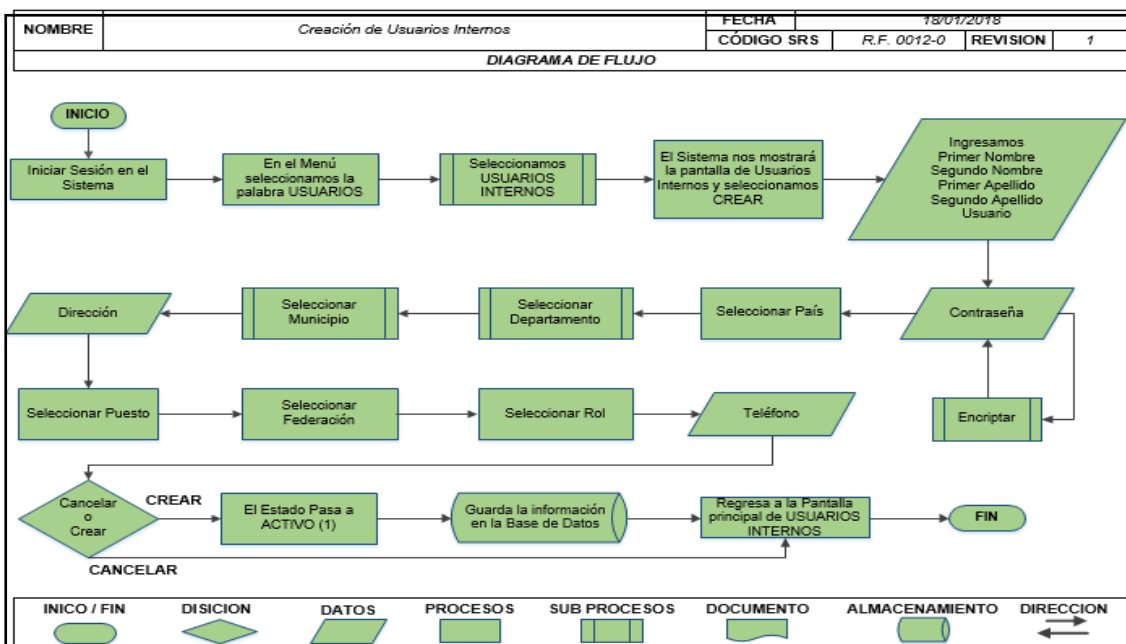 NOMBRE
Creación de Usuarios Internos
FECHA
18/01/2018
CÓDIGO SRS
R.F. 0012-0
REVISION
1
DIAGRAMA DE FLUJO
INICIO
Iniciar Sesión en el
Sistema
En el Menú
seleccionamos la
palabra USUARIOS
Seleccionamos
USUARIOS
INTERNOS
El Sistema nos mostrará
la pantalla de Usuarios
Internos y seleccionamos
CREAR
Ingresamos
Primer Nombre
Segundo Nombre
Primer Apellido
Segundo Apellido
Usuario
Dirección
Seleccionar
Municipio
Seleccionar
Departamento
Seleccionar País
Contraseña
Seleccionar Puesto
Seleccionar
Federación
Seleccionar Rol
Teléfono
Encriptar
Cancelar
o
Crear
CREAR
El Estado Pasa a
ACTIVO (1)
Guarda la información
en la Base de Datos
Regresa a la Pantalla
principal de USUARIOS
INTERNOS
FIN
CANCELAR
INICO / FIN
DISICION
DATOS
PROCESOS
SUB PROCESOS
DOCUMENTO
ALMACENAMIENTO
DIRECCION